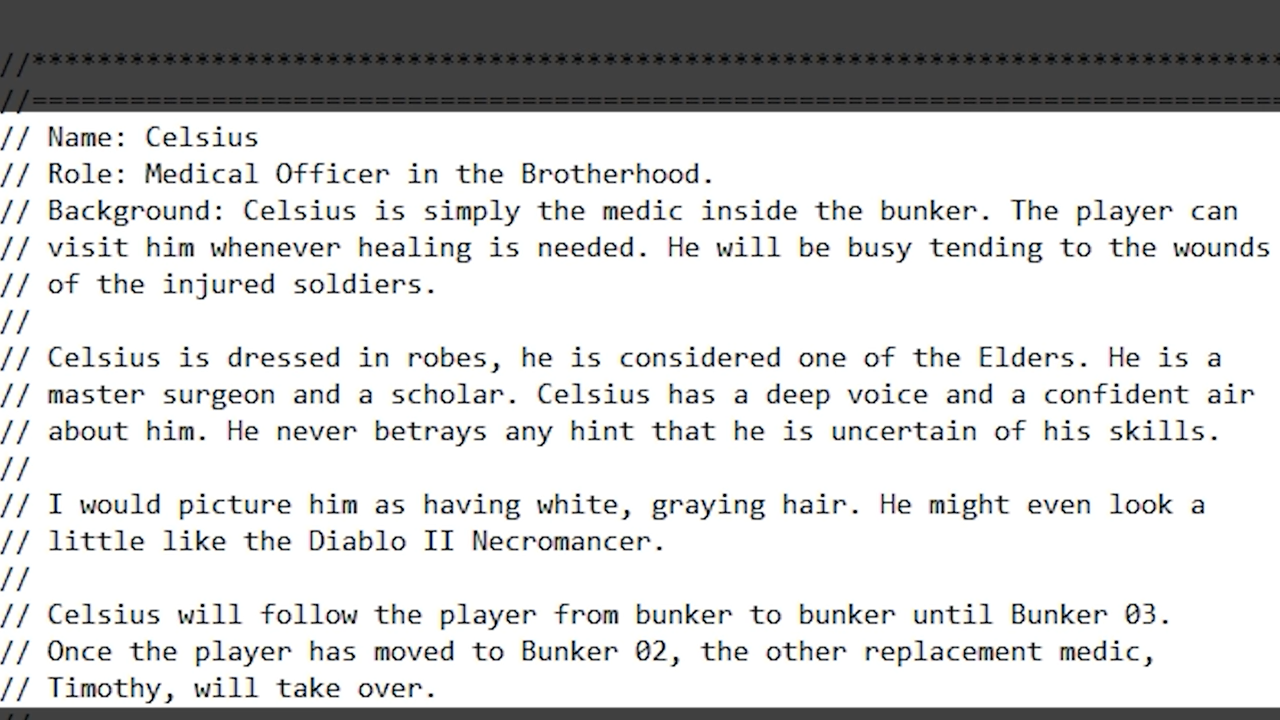 //******************************************************************************
//==============================================================================
// Name: Celsius
// Role: Medical Officer in the Brotherhood.
// Background: Celsius is simply the medic inside the bunker. The player can
// visit him whenever healing is needed. He will be busy tending to the wounds
// of the injured soldiers.
//
// Celsius is dressed in robes, he is considered one of the Elders. He is a
// master surgeon and a scholar. Celsius has a deep voice and a confident air
// about him. He never betrays any hint that he is uncertain of his skills.
//
// I would picture him as having white, graying hair. He might even look a
// little like the Diablo II Necromancer.
//
// Celsius will follow the player from bunker to bunker until Bunker 03.
// Once the player has moved to Bunker 02, the other replacement medic,
// Timothy, will take over.
//